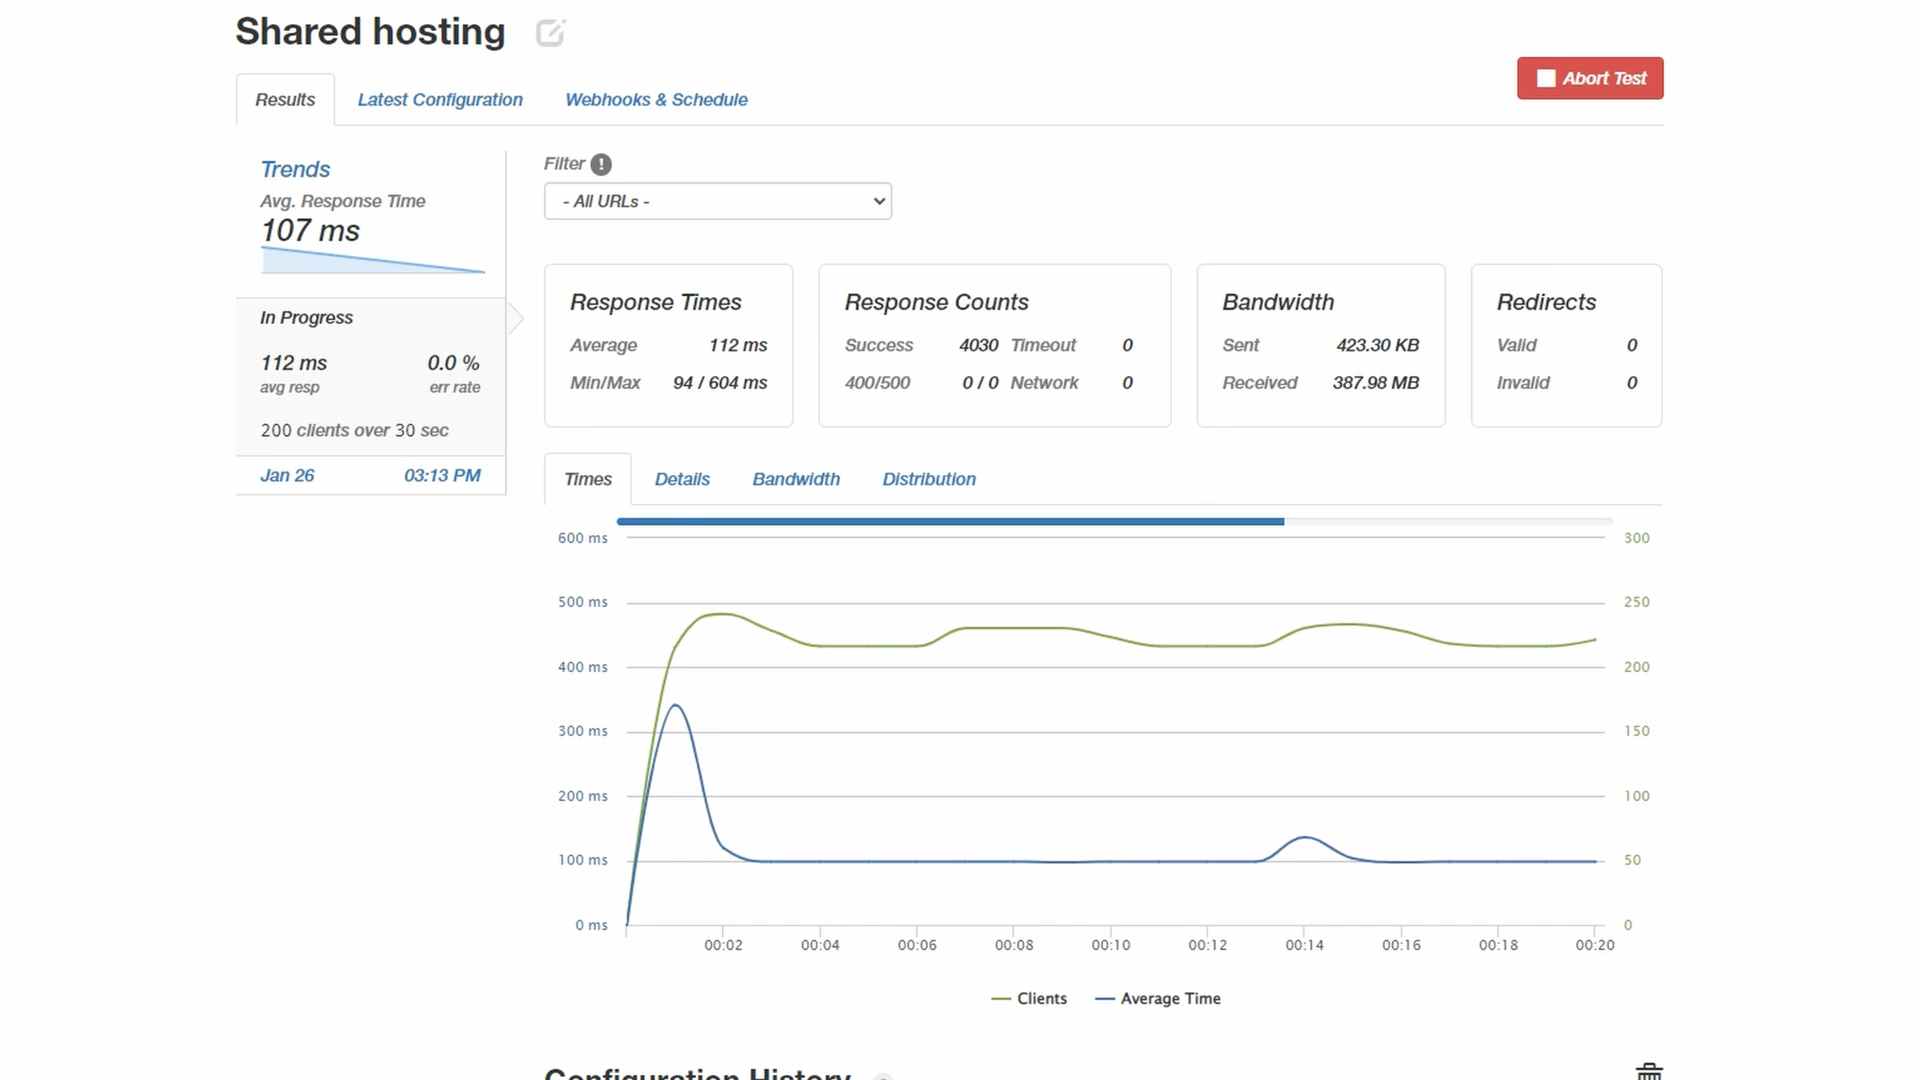 Shared hosting
Abort Test
Results Latest Configuration Webhooks & Schedule
Trends
Avg. Response Time
107 ms
In Progress
112 ms 0.0 %
avg resp err rate
200 clients over 30 sec
Jan 26 03:13 PM
Filter !
- All URLs -
Response Times
Average 112 ms
Min/Max 94 / 604 ms
Response Counts
Success 4030 Timeout 0
400/500 0 / 0 Network 0
Bandwidth
Sent 423.30 KB
Received 387.98 MB
Redirects
Valid 0
Invalid 0
Times Details Bandwidth Distribution
600 ms 300
500 ms 250
400 ms 200
300 ms 150
200 ms 100
100 ms 50
0 ms 0
00:02 00:04 00:06 00:08 00:10 00:12 00:14 00:16 00:18 00:20
Clients Average Time
Configuration History